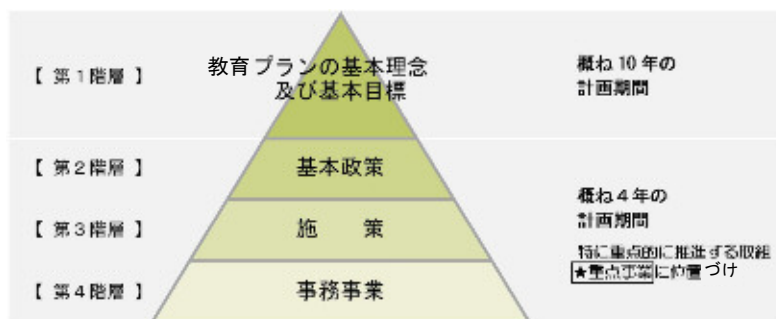 【 第1階層 】
教育プランの基本理念
及び基本目標
概ね10年の
計画期間
【 第2階層 】
基本政策
【 第3階層 】
施　　策
【 第4階層 】
事務事業
概ね4年の
計画期間
特に重点的に推進する取組
★重点事業に位置づけ